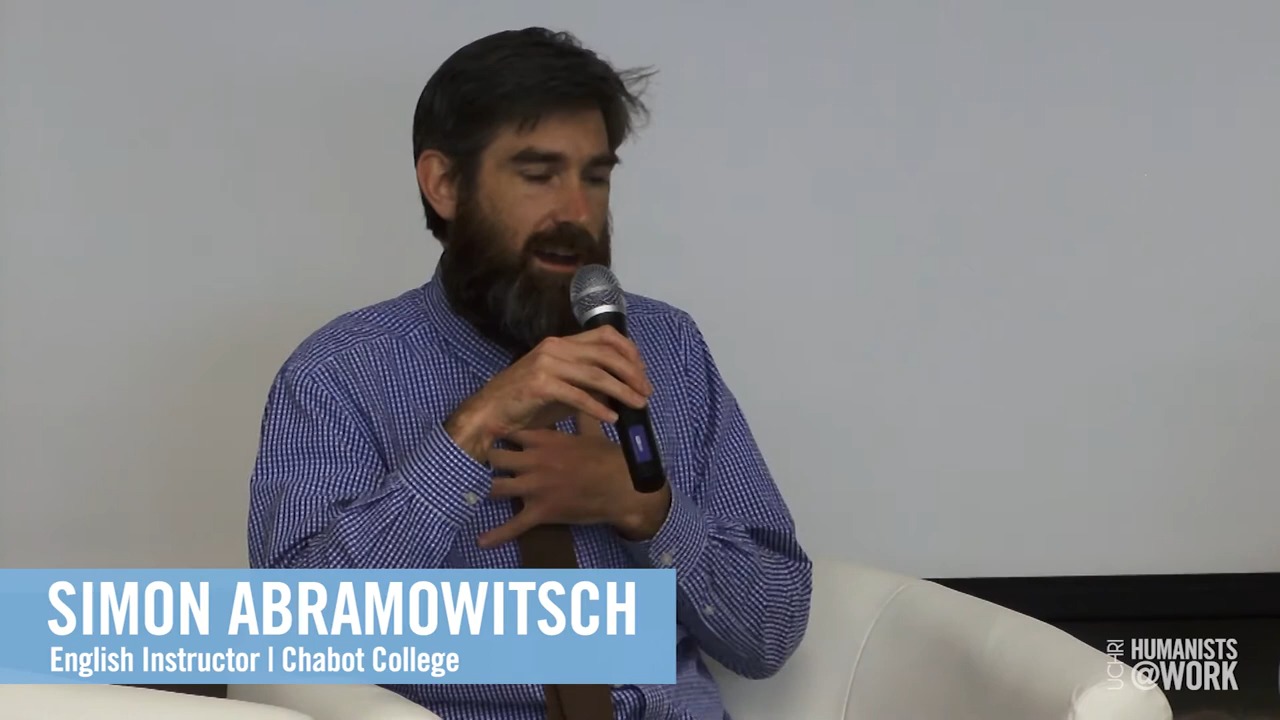 SIMON ABRAMOWITSCH
English Instructor | Chabot College
UCHRI
HUMANISTS
@WORK